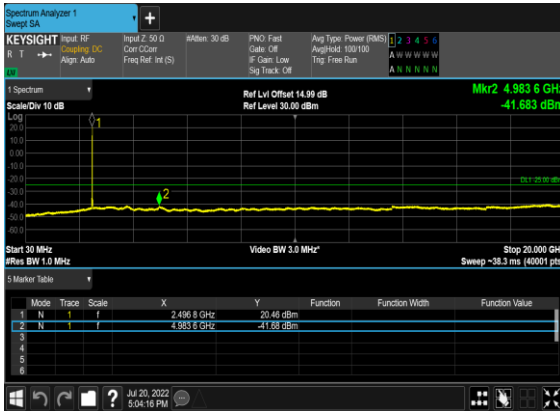 Spectrum Analyzer 1
Swept SA
KEYSIGHT Input: RF Input Z: 50 Ω #Atten: 30 dB PNO: Fast Avg Type: Power (RMS) 1 2 3 4 5 6
R T Coupling: DC Corr CCorr Gate: Off Avg|Hold: 100/100 A W W W W W
Align: Auto Freq Ref: Int (S) IF Gain: Low Trig: Free Run
LXI Sig Track: Off A N N N N N
1 Spectrum Ref Lvl Offset 14.99 dB Mkr2 4.983 6 GHz
Scale/Div 10 dB Ref Level 30.00 dBm -41.683 dBm
Log
20.0
10.0
0.00
-10.0
-20.0
-30.0
-40.0
-50.0
-60.0
1
2
DL1 -25.00 dBm
Start 30 MHz Video BW 3.0 MHz* Stop 20.000 GHz
#Res BW 1.0 MHz Sweep ~38.3 ms (40001 pts)
5 Marker Table
Mode Trace Scale X Y Function Function Width Function Value
1 N 1 f 2.496 8 GHz 20.46 dBm
2 N 1 f 4.983 6 GHz -41.68 dBm
3
4
5
6
Jul 20, 2022
5:04:16 PM